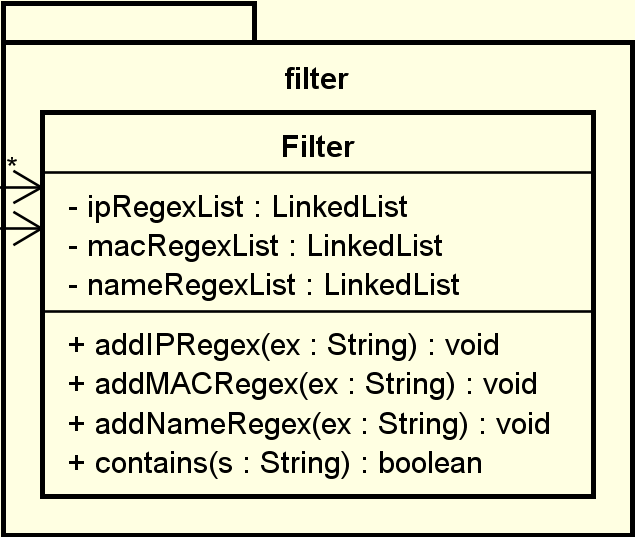 filter
Filter
*
- ipRegexList : LinkedList
- macRegexList : LinkedList
- nameRegexList : LinkedList
+ addIPRegex(ex : String) : void
+ addMACRegex(ex : String) : void
+ addNameRegex(ex : String) : void
+ contains(s : String) : boolean